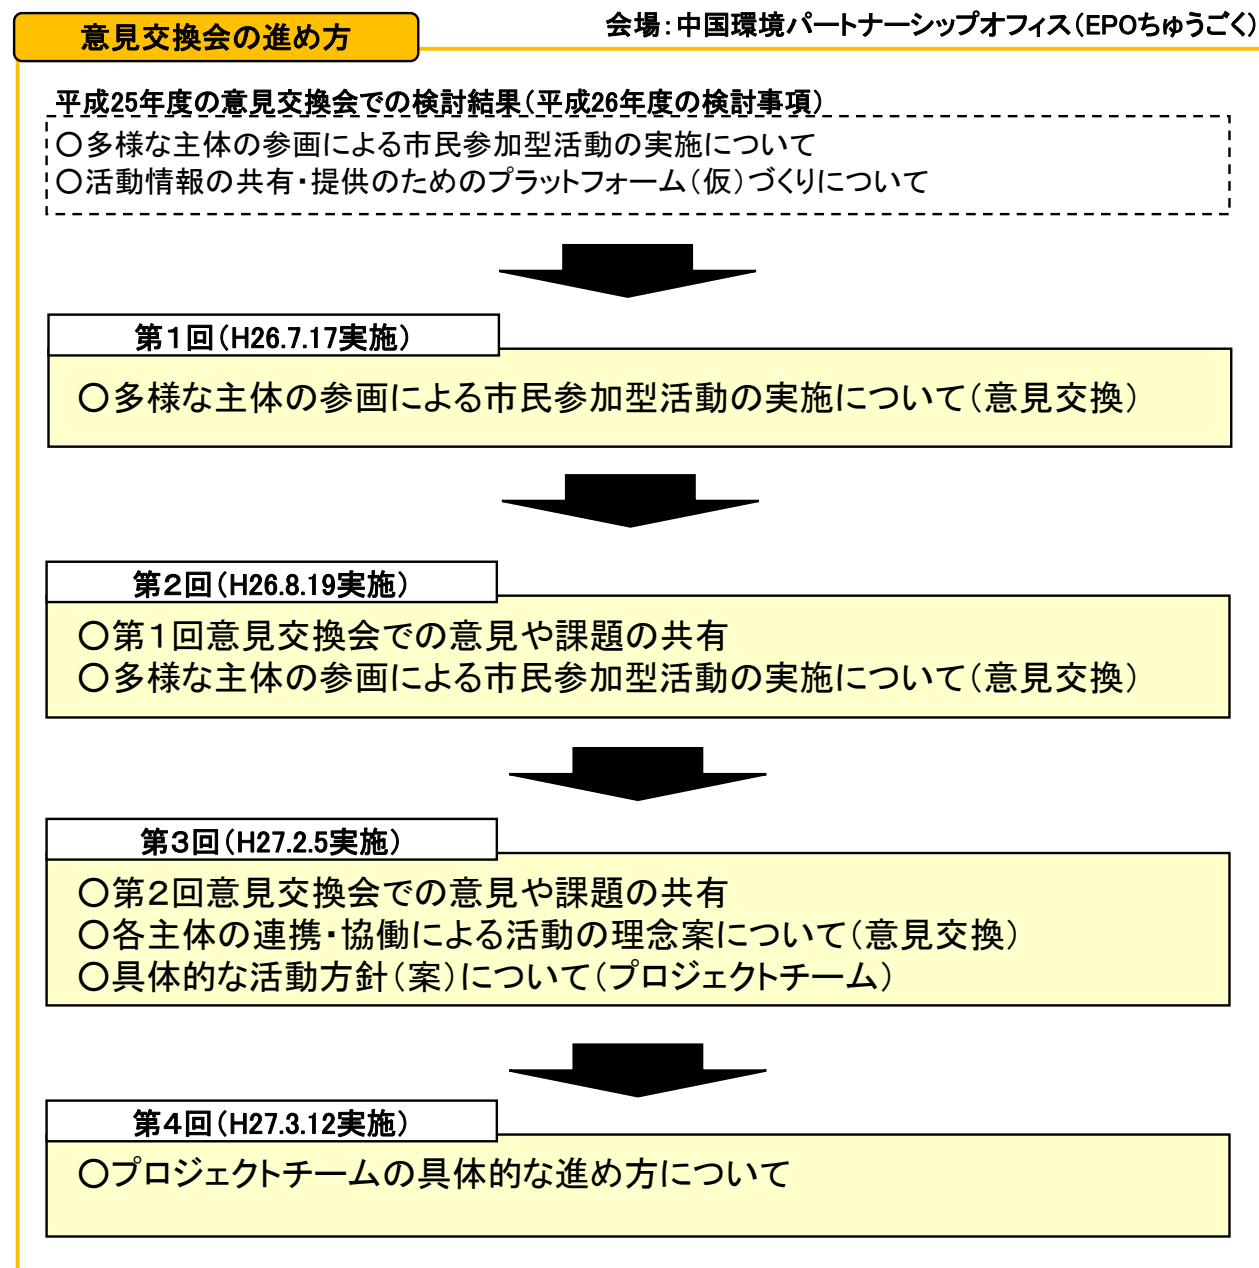 意見交換会の進め方
会場：中国環境パートナーシップオフィス（EPOちゅうごく）
平成25年度の意見交換会での検討結果（平成26年度の検討事項）
○多様な主体の参画による市民参加型活動の実施について
○活動情報の共有・提供のためのプラットフォーム（仮）づくりについて
第１回（H26.7.17実施）
○多様な主体の参画による市民参加型活動の実施について（意見交換）
第２回（H26.8.19実施）
○第１回意見交換会での意見や課題の共有
○多様な主体の参画による市民参加型活動の実施について（意見交換）
第３回（H27.2.5実施）
○第２回意見交換会での意見や課題の共有
○各主体の連携・協働による活動の理念案について（意見交換）
○具体的な活動方針（案）について（プロジェクトチーム）
第４回（H27.3.12実施）
○プロジェクトチームの具体的な進め方について